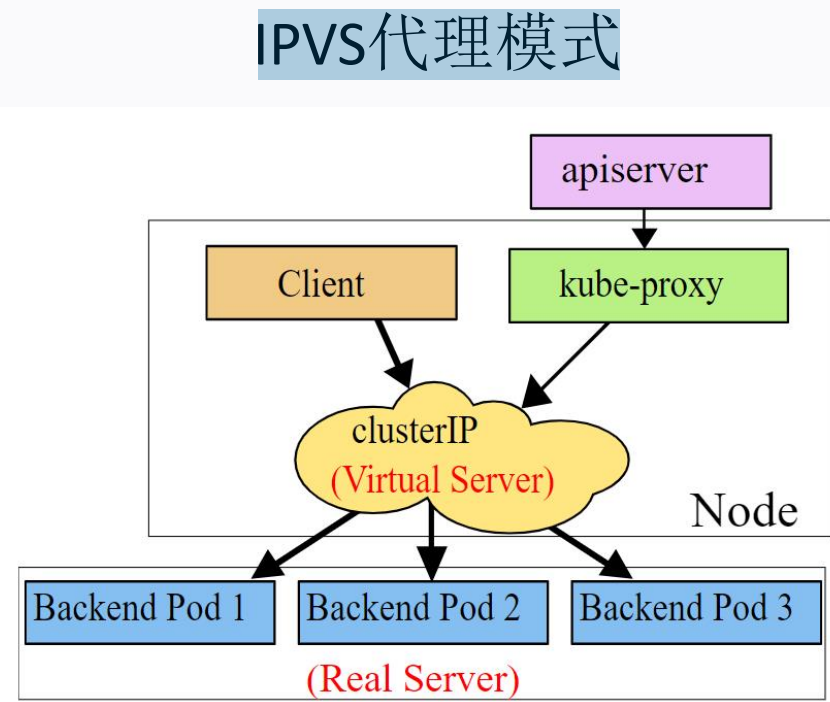 IPVS代理模式
apiserver
Client
kube-proxy
clusterIP
(Virtual Server)
Node
Backend Pod 1
Backend Pod 2
Backend Pod 3
(Real Server)